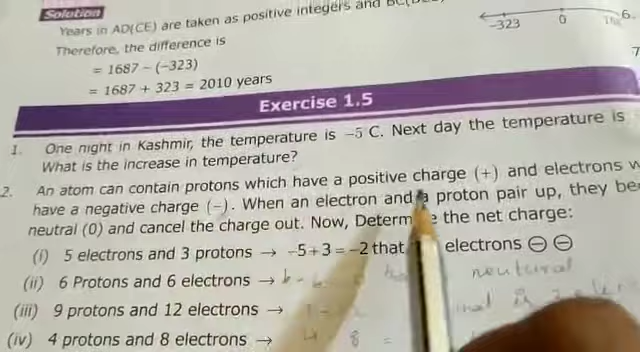 Solution
Years in AD(CE) are taken as positive integers and
Therefore, the difference is
= 1687 − (−323)
= 1687 + 323 = 2010 years
−323 0
6.
7
Exercise 1.5
1. One night in Kashmir, the temperature is −5 C. Next day the temperature is
What is the increase in temperature?
2. An atom can contain protons which have a positive charge (+) and electrons
have a negative charge (−). When an electron and a proton pair up, they
neutral (0) and cancel the charge out. Now, the net charge:
(i) 5 electrons and 3 protons → −5+3 = −2 that electrons ⊖ ⊖
(ii) 6 Protons and 6 electrons →
(iii) 9 protons and 12 electrons →
(iv) 4 protons and 8 electrons → 8 =